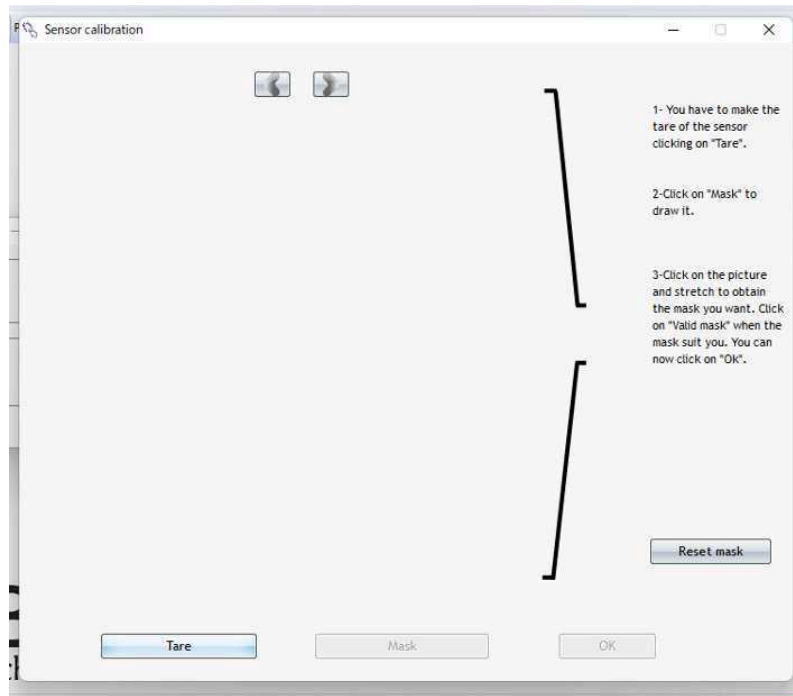 Sensor calibration
1- You have to make the
tare of the sensor
clicking on "Tare".
2-Click on "Mask" to
draw it.
3-Click on the picture
and stretch to obtain
the mask you want. Click
on "Valid mask" when the
mask suit you. You can
now click on "Ok".
Reset mask
Tare
Mask
OK